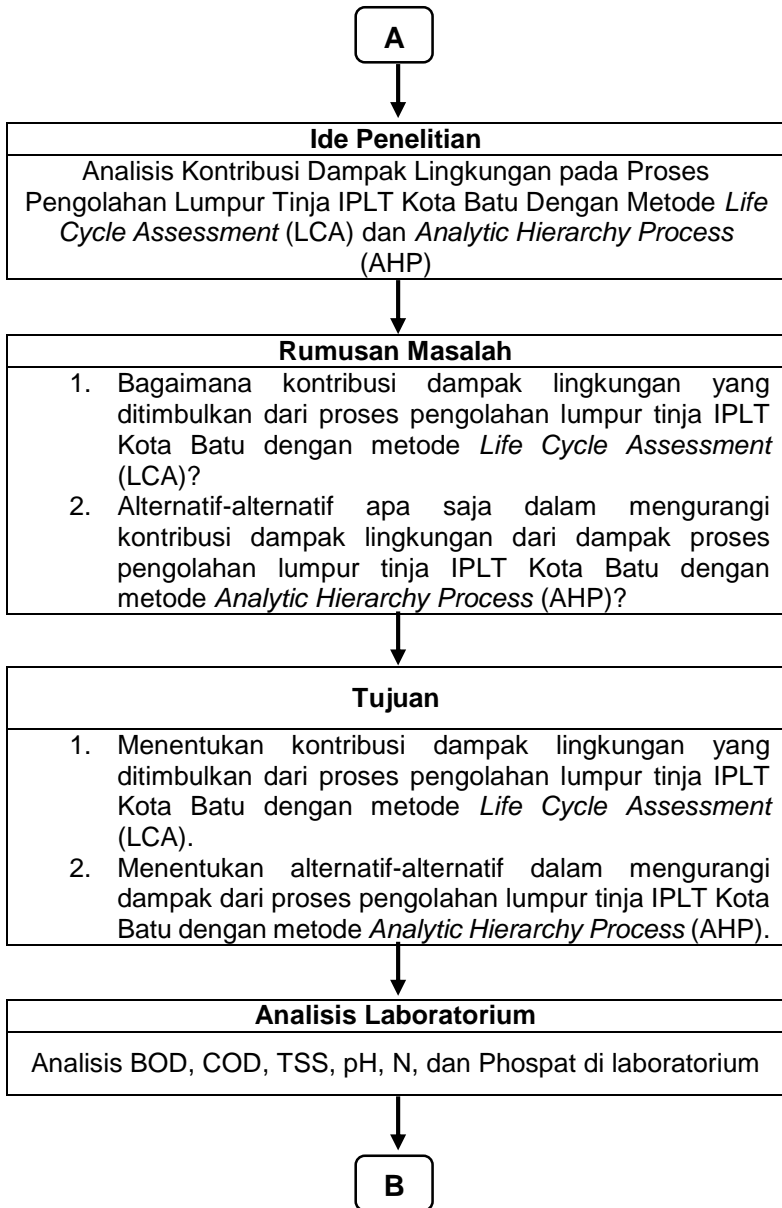 A
Ide Penelitian
Analisis Kontribusi Dampak Lingkungan pada Proses
Pengolahan Lumpur Tinja IPLT Kota Batu Dengan Metode Life
Cycle Assessment (LCA) dan Analytic Hierarchy Process
(AHP)
Rumusan Masalah
1. Bagaimana kontribusi dampak lingkungan yang
ditimbulkan dari proses pengolahan lumpur tinja IPLT
Kota Batu dengan metode Life Cycle Assessment
(LCA)?
2. Alternatif-alternatif apa saja dalam mengurangi
kontribusi dampak lingkungan dari dampak proses
pengolahan lumpur tinja IPLT Kota Batu dengan
metode Analytic Hierarchy Process (AHP)?
Tujuan
1. Menentukan kontribusi dampak lingkungan yang
ditimbulkan dari proses pengolahan lumpur tinja IPLT
Kota Batu dengan metode Life Cycle Assessment
(LCA).
2. Menentukan alternatif-alternatif dalam mengurangi
dampak dari proses pengolahan lumpur tinja IPLT Kota
Batu dengan metode Analytic Hierarchy Process (AHP).
Analisis Laboratorium
Analisis BOD, COD, TSS, pH, N, dan Phospat di laboratorium
B